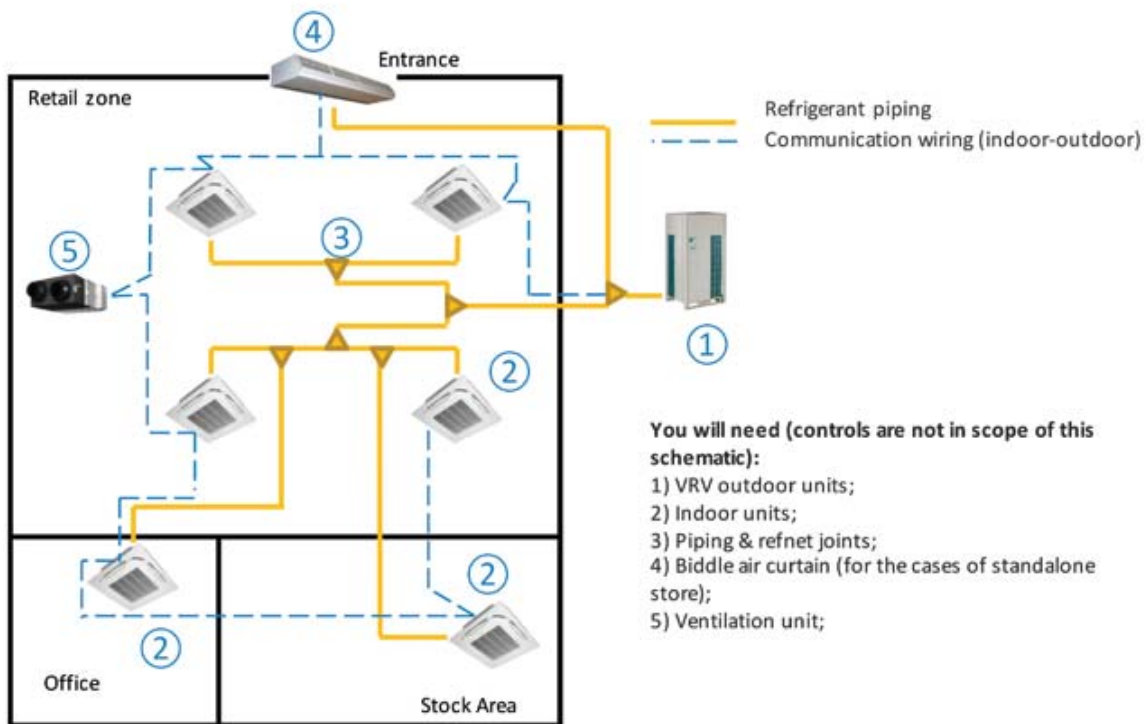 4
Entrance
Retail zone
Refrigerant piping
Communication wiring (indoor-outdoor)
3
5
1
2
You will need (controls are not in scope of this
schematic):
1) VRV outdoor units;
2) Indoor units;
3) Piping & refnet joints;
4) Biddle air curtain (for the cases of standalone
store);
5) Ventilation unit;
2
2
Office
Stock Area